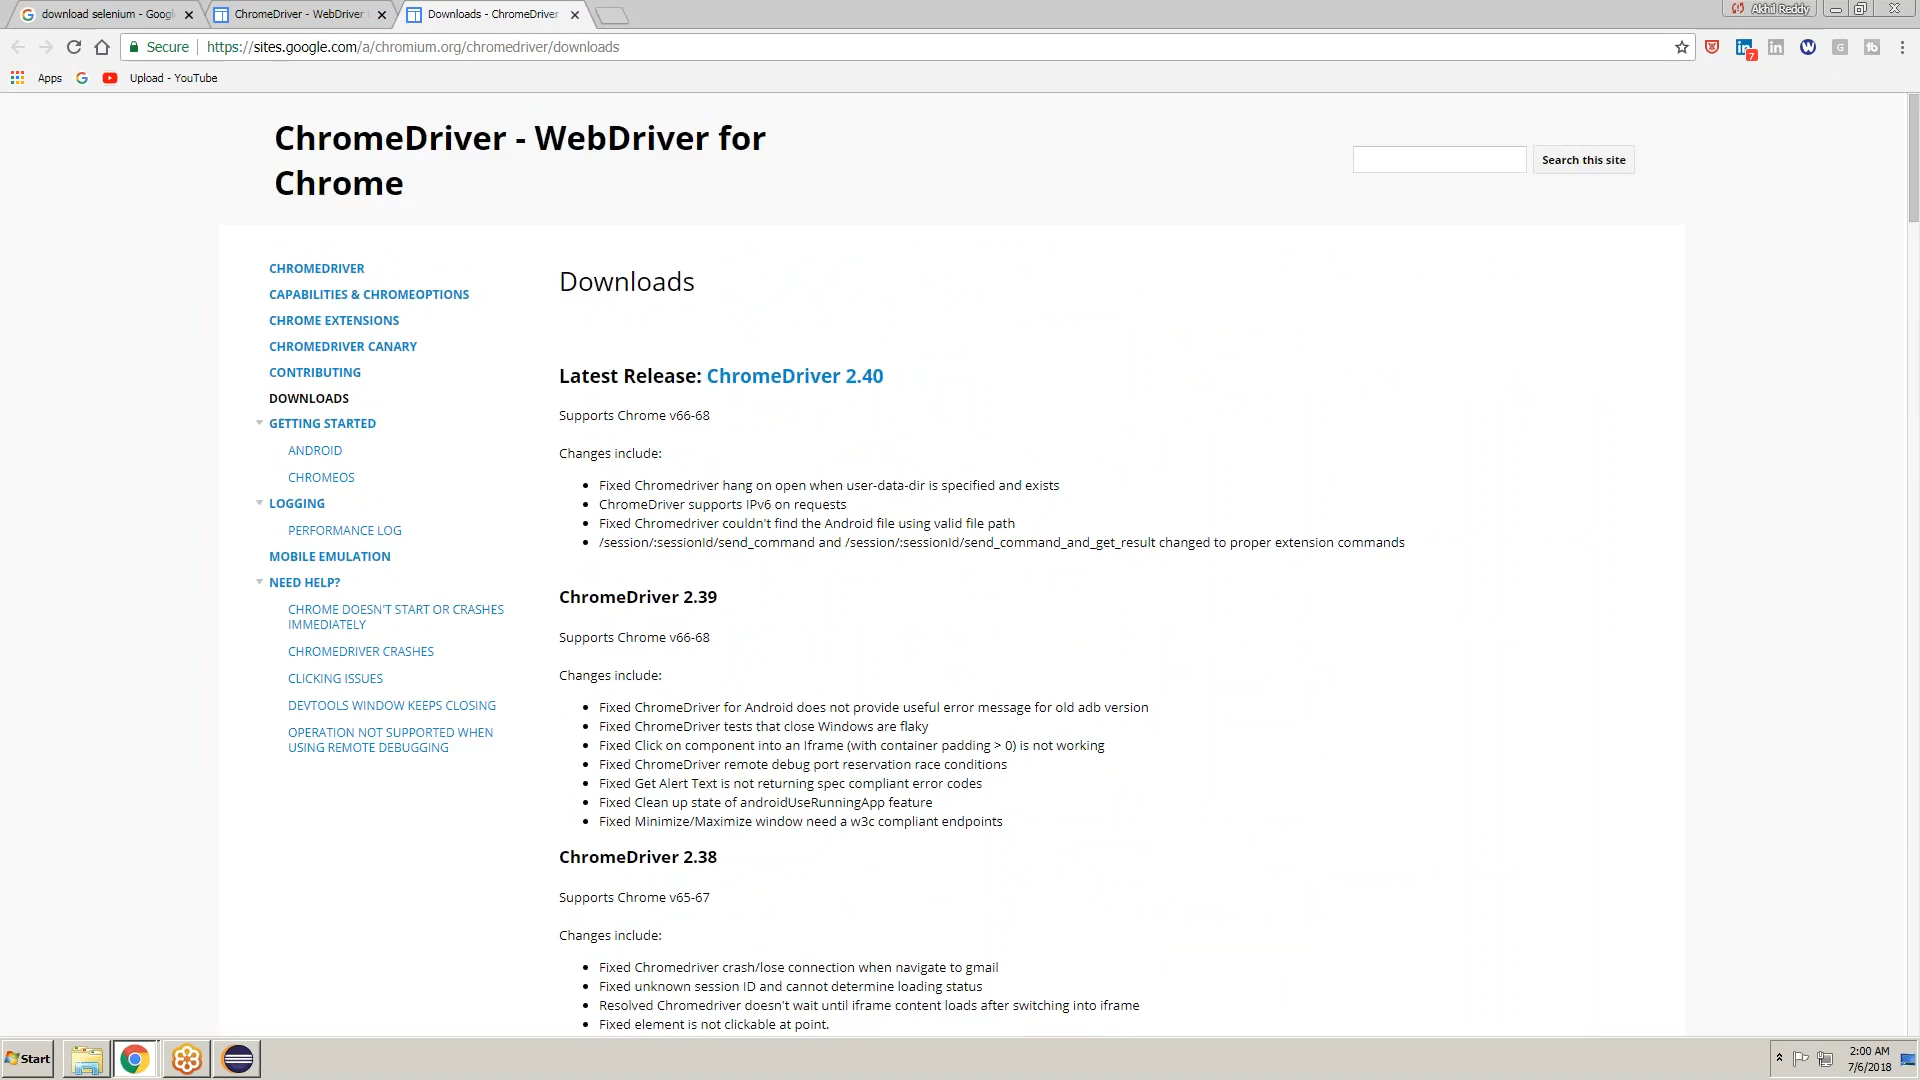 download selenium - Googl
ChromeDriver - WebDriver
Downloads - ChromeDriver
Akhil Reddy
Secure
https://sites.google.com/a/chromium.org/chromedriver/downloads
7
Apps
Upload - YouTube
ChromeDriver - WebDriver for
Chrome
Search this site
CHROMEDRIVER
CAPABILITIES & CHROMEOPTIONS
CHROME EXTENSIONS
CHROMEDRIVER CANARY
CONTRIBUTING
DOWNLOADS
GETTING STARTED
ANDROID
CHROMEOS
LOGGING
PERFORMANCE LOG
MOBILE EMULATION
NEED HELP?
CHROME DOESN'T START OR CRASHES
IMMEDIATELY
CHROMEDRIVER CRASHES
CLICKING ISSUES
DEVTOOLS WINDOW KEEPS CLOSING
OPERATION NOT SUPPORTED WHEN
USING REMOTE DEBUGGING
Downloads
Latest Release: ChromeDriver 2.40
Supports Chrome v66-68
Changes include:
Fixed Chromedriver hang on open when user-data-dir is specified and exists
ChromeDriver supports IPv6 on requests
Fixed Chromedriver couldn't find the Android file using valid file path
/session/:sessionId/send_command and /session/:sessionId/send_command_and_get_result changed to proper extension commands
ChromeDriver 2.39
Supports Chrome v66-68
Changes include:
Fixed ChromeDriver for Android does not provide useful error message for old adb version
Fixed ChromeDriver tests that close Windows are flaky
Fixed Click on component into an Iframe (with container padding > 0) is not working
Fixed ChromeDriver remote debug port reservation race conditions
Fixed Get Alert Text is not returning spec compliant error codes
Fixed Clean up state of androidUseRunningApp feature
Fixed Minimize/Maximize window need a w3c compliant endpoints
ChromeDriver 2.38
Supports Chrome v65-67
Changes include:
Fixed Chromedriver crash/lose connection when navigate to gmail
Fixed unknown session ID and cannot determine loading status
Resolved Chromedriver doesn't wait until iframe content loads after switching into iframe
Fixed element is not clickable at point.
Start
2:00 AM
7/6/2018